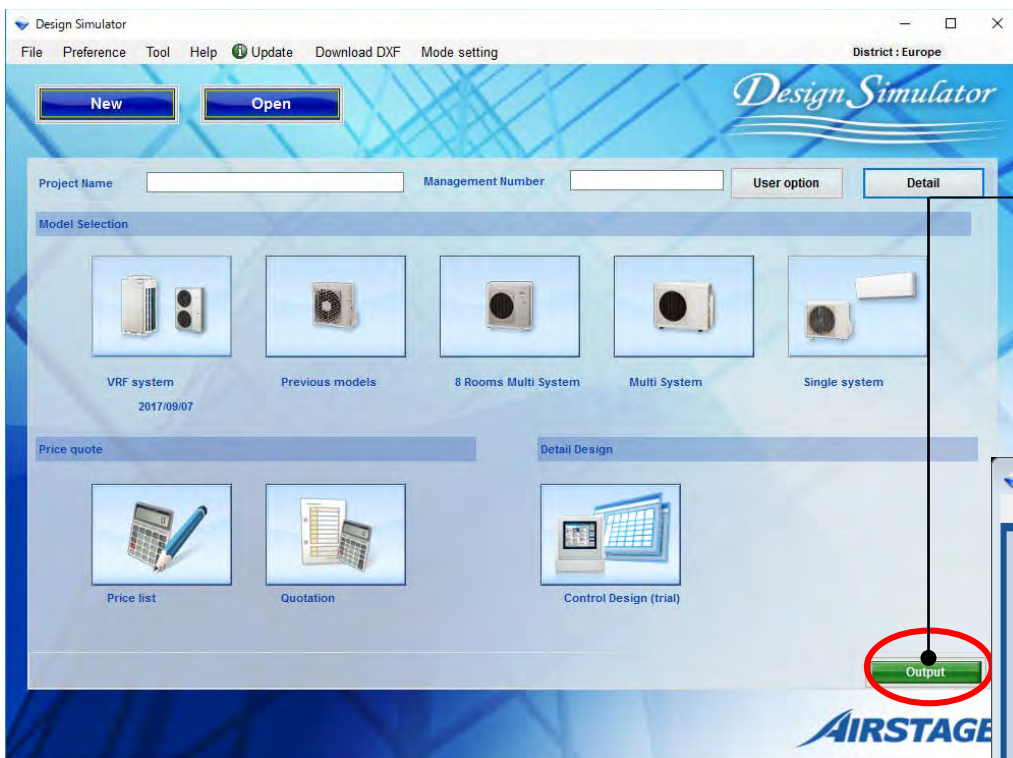 Design Simulator
File Preference Tool Help Update Download DXF Mode setting District : Europe
New Open Design Simulator
Project Name Management Number User option Detail
Model Selection
VRF system Previous models 8 Rooms Multi System Multi System Single system
2017/09/07
Price quote Detail Design
Price list Quotation Control Design (trial)
Output
AIRSTAGE